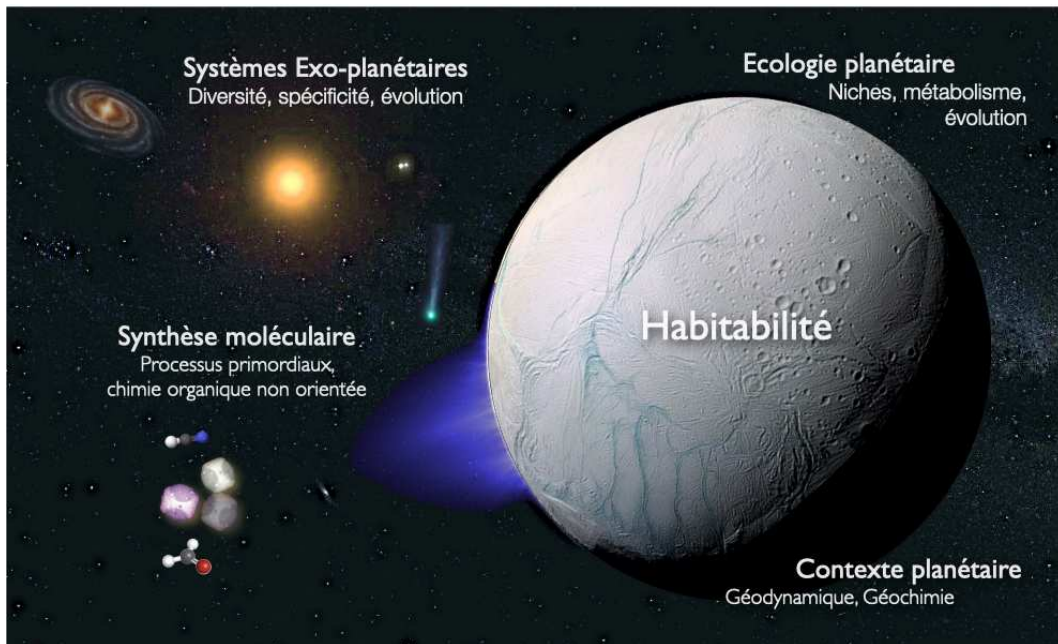 Systèmes Exo-planétaires
Diversité, spécificité, évolution
Ecologie planétaire
Niches, métabolisme,
évolution
Habitabilité
Synthèse moléculaire
Processus primordiaux,
chimie organique non orientée
Contexte planétaire
Géodynamique, Géochimie